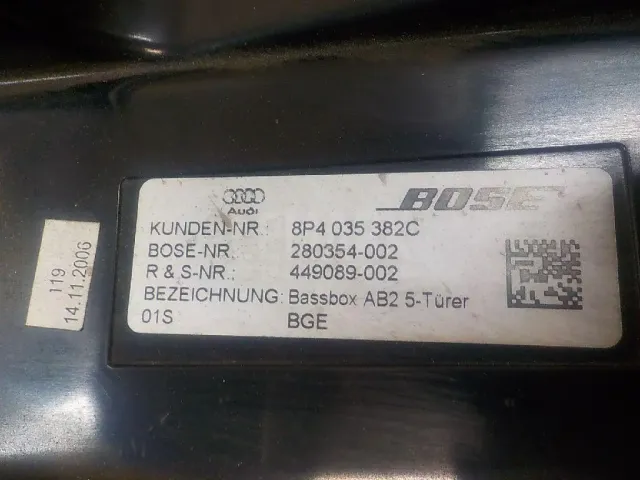 Audi
BOSE
KUNDEN-NR.: 8P4 035 382C
BOSE-NR.: 280354-002
R & S-NR.: 449089-002
BEZEICHNUNG: Bassbox AB2 5-Türer
01S BGE
119
14.11.2006